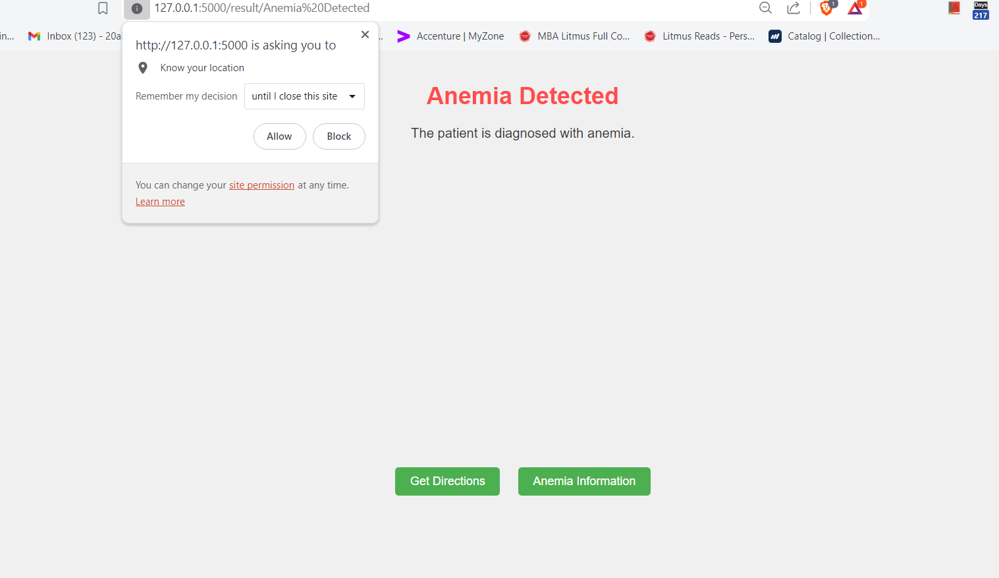 127.0.0.1:5000/result/Anemia%20Detected
1
1
Days
217
in...
Inbox (123) - 20a
...
Accenture | MyZone
MBA Litmus Full Co...
Litmus Reads - Pers...
Catalog | Collection...
http://127.0.0.1:5000 is asking you to
Know your location
Remember my decision
until I close this site
Allow
Block
You can change your site permission at any time.
Learn more
Anemia Detected
The patient is diagnosed with anemia.
Get Directions
Anemia Information